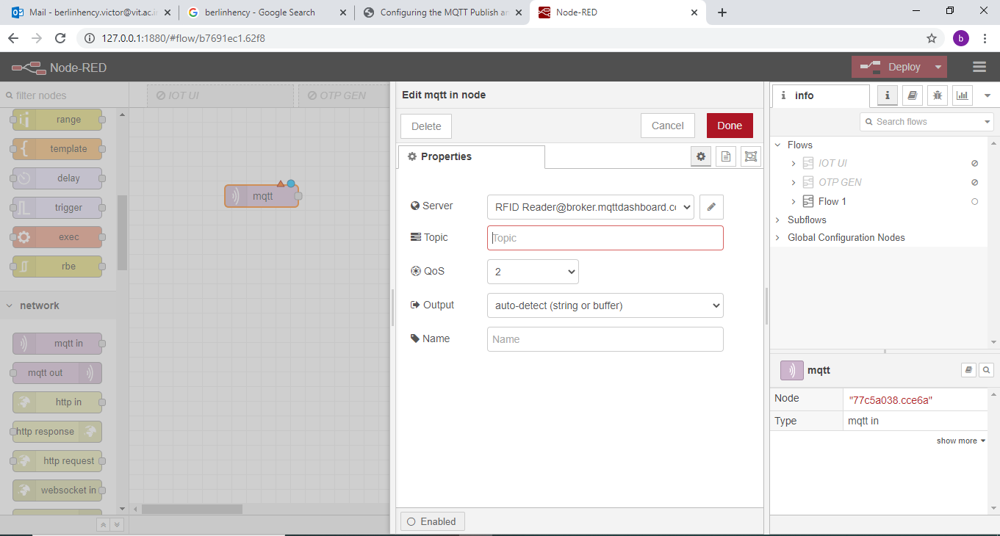 Mail - berlinhency.victor@vit.ac.in
berlinhency - Google Search
Configuring the MQTT Publish an
Node-RED
127.0.0.1:1880/#flow/b7691ec1.62f8
b
Node-RED
Deploy
filter nodes
range
template
delay
trigger
exec
rbe
network
mqtt in
mqtt out
http in
http response
http request
websocket in
IOT UI
OTP GEN
mqtt
Edit mqtt in node
Delete
Cancel
Done
Properties
Server
RFID Reader@broker.mqttdashboard.co
Topic
Topic
QoS
2
Output
auto-detect (string or buffer)
Name
Name
Enabled
i info
i
Search flows
Flows
IOT UI
OTP GEN
Flow 1
Subflows
Global Configuration Nodes
mqtt
Node
"77c5a038.cce6a"
Type
mqtt in
show more